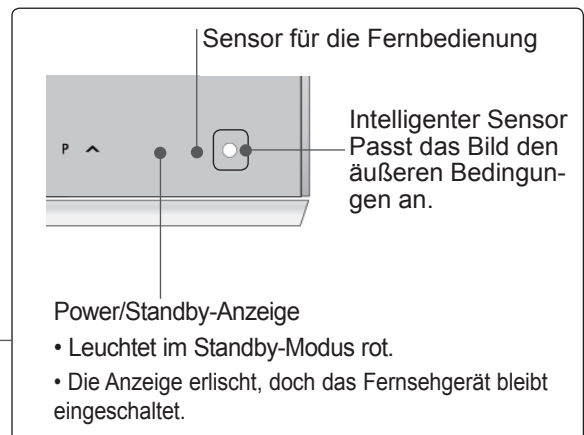 Sensor für die Fernbedienung
Intelligenter Sensor
Passt das Bild den
äußeren Bedingun-
gen an.
P
Power/Standby-Anzeige
• Leuchtet im Standby-Modus rot.
• Die Anzeige erlischt, doch das Fernsehgerät bleibt
eingeschaltet.